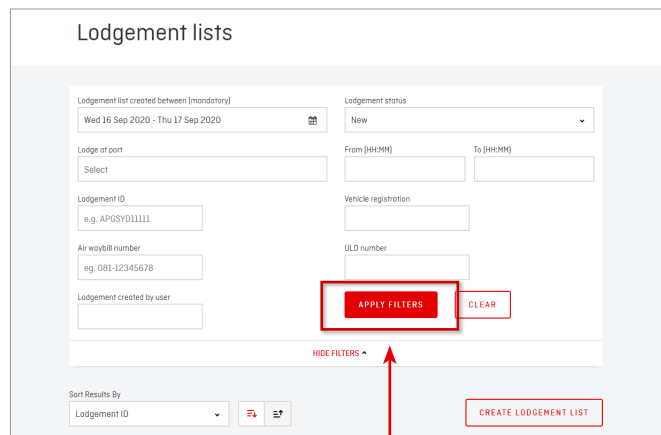 Lodgement lists
Lodgement list created between (mandatory)
Lodgement status
Wed 16 Sep 2020 - Thu 17 Sep 2020
New
Lodge at port
From (HH:MM)
To (HH:MM)
Select
Lodgement ID
Vehicle registration
e.g. APGSYD11111
Air waybill number
ULD number
eg. 081-12345678
Lodgement created by user
APPLY FILTERS
CLEAR
HIDE FILTERS
Sort Results By
Lodgement ID
CREATE LODGEMENT LIST